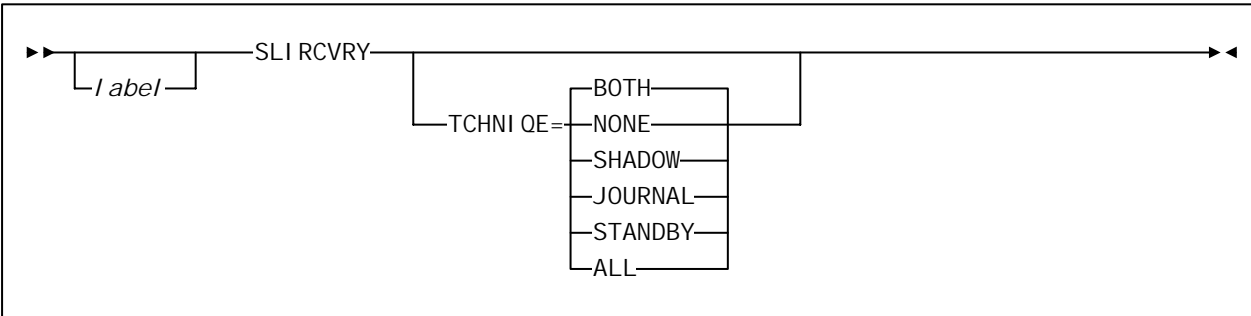 SLIRCVRY
label
BOTH
TCHNIQE= NONE
SHADOW
JOURNAL
STANDBY
ALL